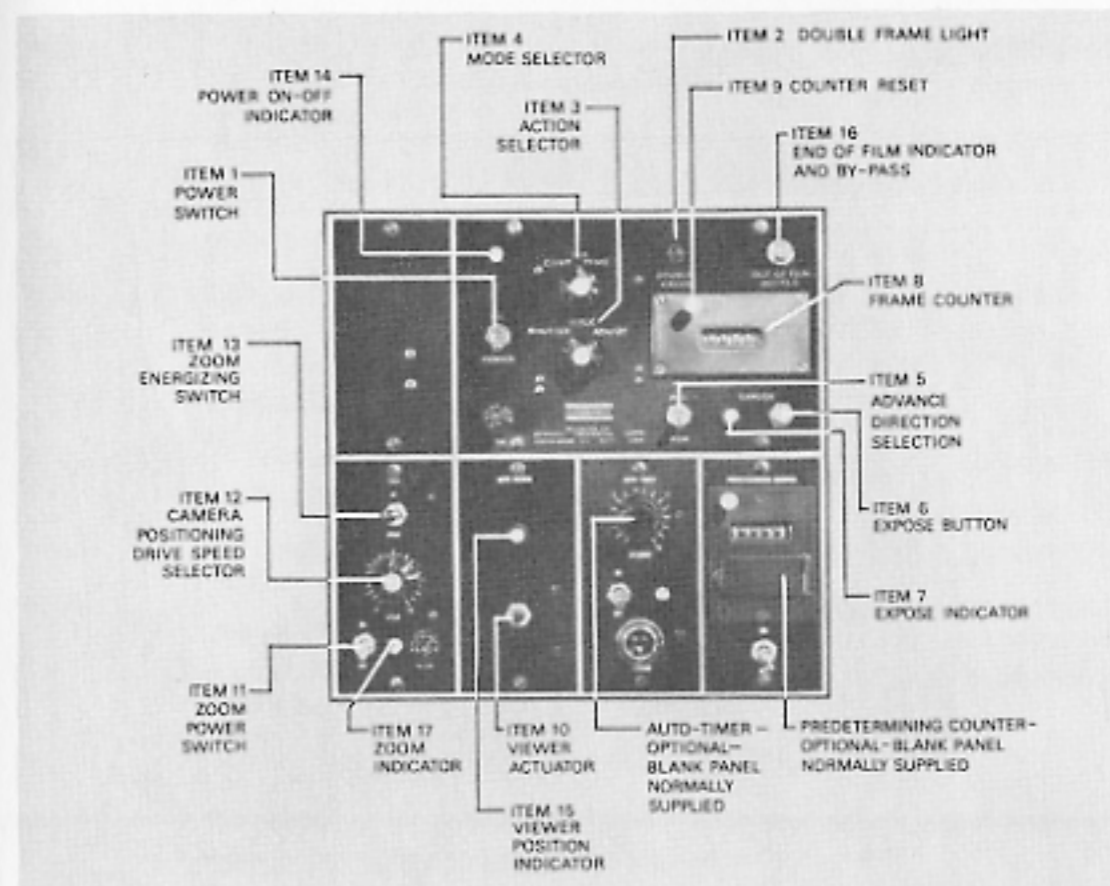 ITEM 4
MODE SELECTOR
ITEM 2 DOUBLE FRAME LIGHT
ITEM 14
POWER ON-OFF
INDICATOR
ITEM 3
ACTION
SELECTOR
ITEM 9 COUNTER RESET
ITEM 16
END OF FILM INDICATOR
AND BY-PASS
ITEM 1
POWER
SWITCH
ITEM 8
FRAME COUNTER
ITEM 13
ZOOM
ENERGIZING
SWITCH
ITEM 5
ADVANCE
DIRECTION
SELECTION
ITEM 12
CAMERA
POSITIONING
DRIVE SPEED
SELECTOR
ITEM 6
EXPOSE BUTTON
ITEM 7
EXPOSE INDICATOR
ITEM 11
ZOOM
POWER
SWITCH
ITEM 17
ZOOM
INDICATOR
ITEM 10
VIEWER
ACTUATOR
AUTO-TIMER-
OPTIONAL-
BLANK PANEL
NORMALLY
SUPPLIED
PREDETERMINING COUNTER-
OPTIONAL-BLANK PANEL
NORMALLY SUPPLIED
ITEM 15
VIEWER
POSITION
INDICATOR